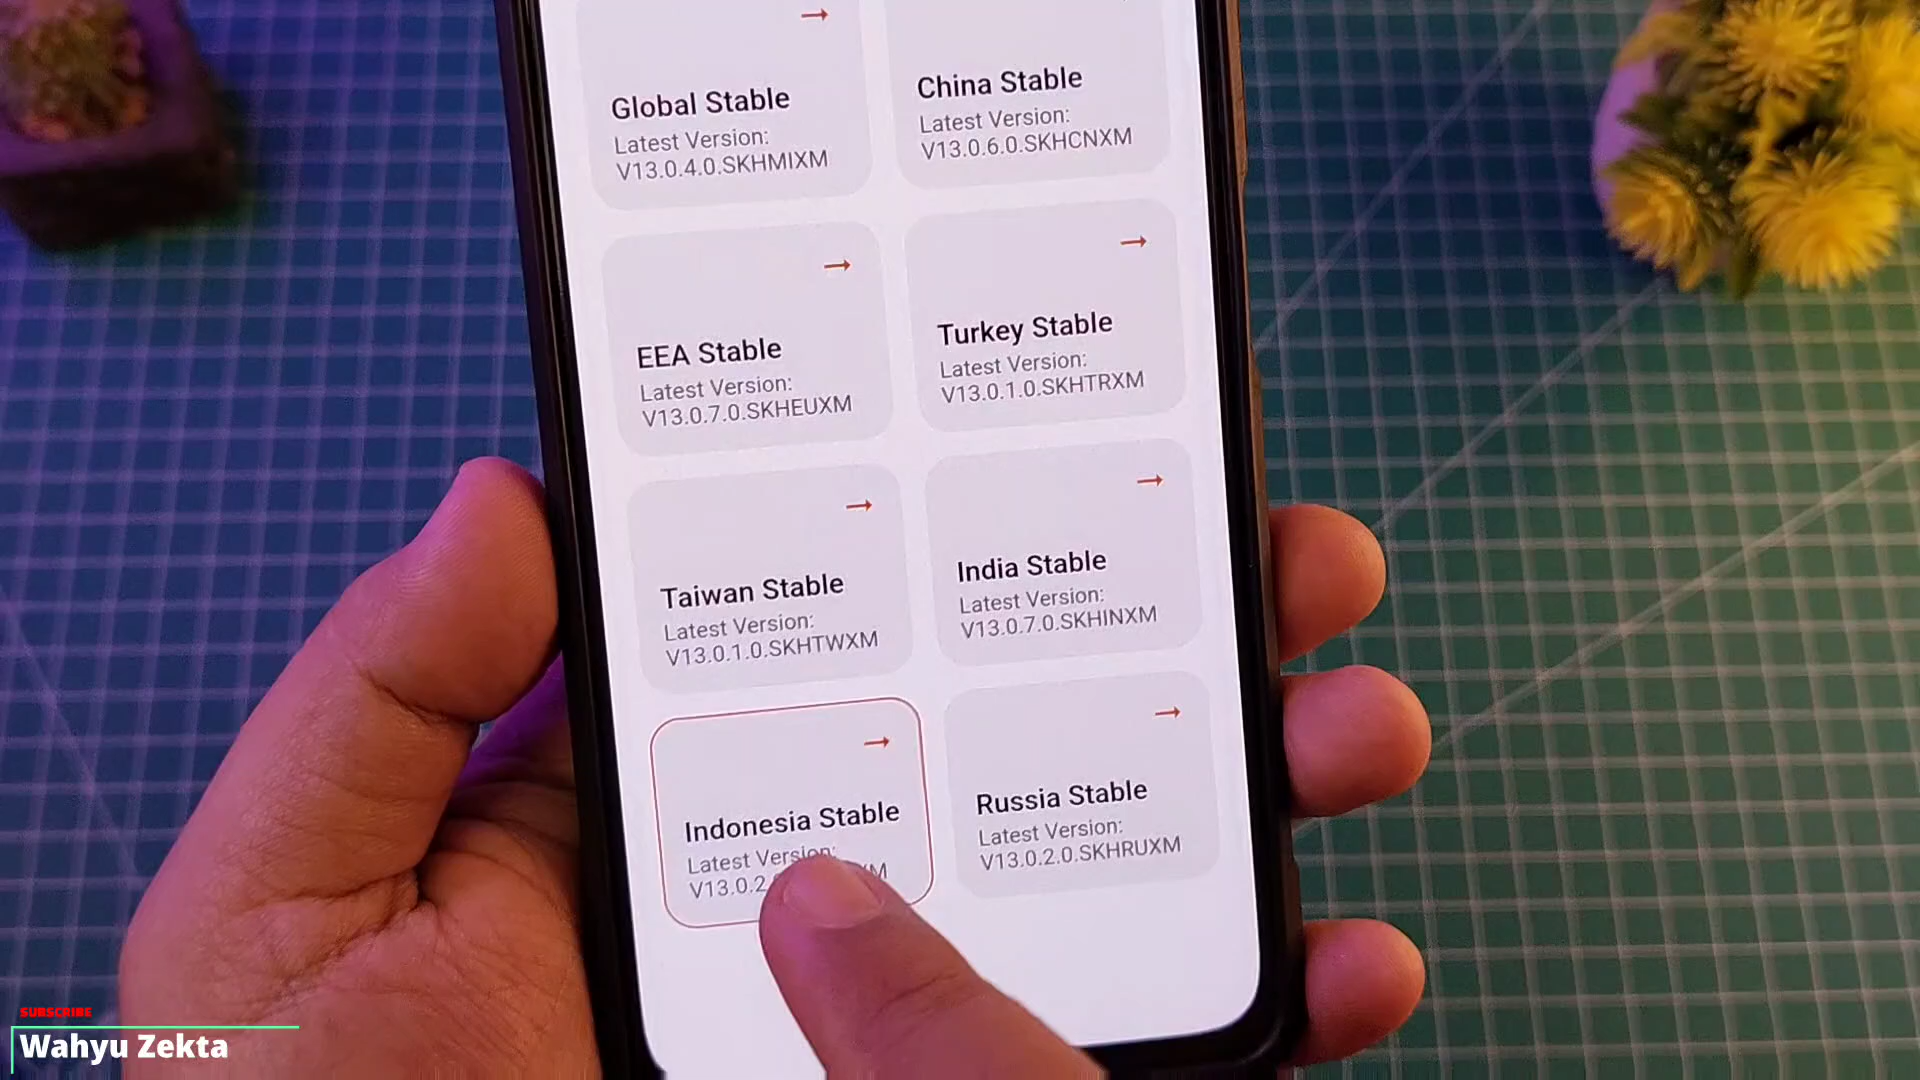 Global Stable
Latest Version:
V13.0.4.0.SKHMIXM
China Stable
Latest Version:
V13.0.6.0.SKHCNXM
EEA Stable
Latest Version:
V13.0.7.0.SKHEUXM
Turkey Stable
Latest Version:
V13.0.1.0.SKHTRXM
Taiwan Stable
Latest Version:
V13.0.1.0.SKHTWXM
India Stable
Latest Version:
V13.0.7.0.SKHINXM
Indonesia Stable
Latest Version:
V13.0.2
Russia Stable
Latest Version:
V13.0.2.0.SKHRUXM
SUBSCRIBE
Wahyu Zekta